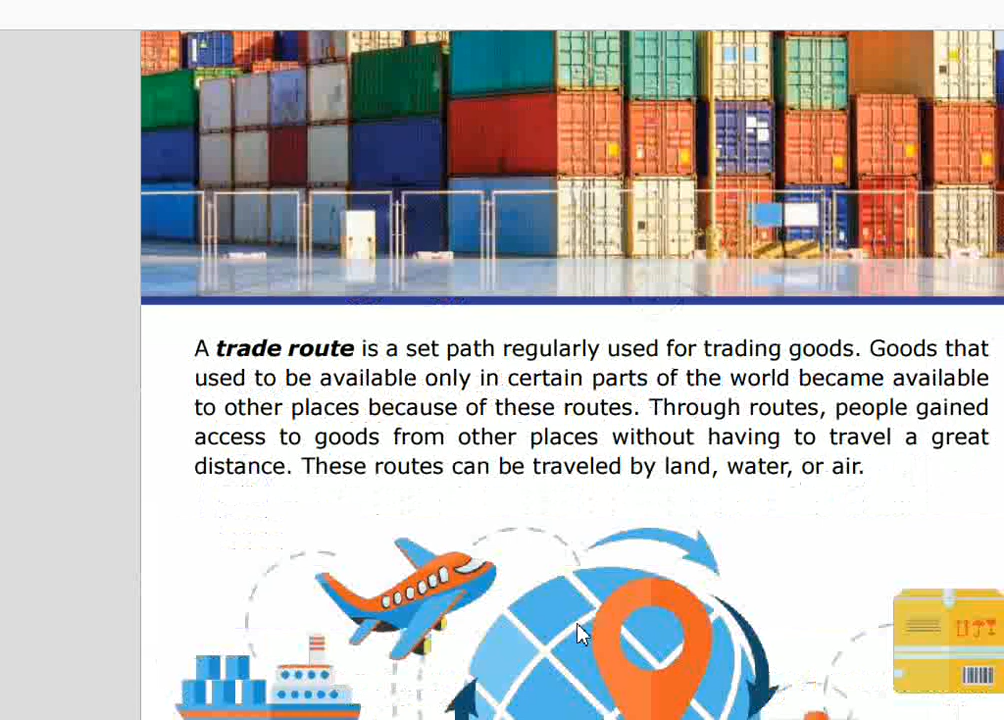 A trade route is a set path regularly used for trading goods. Goods that
used to be available only in certain parts of the world became available
to other places because of these routes. Through routes, people gained
access to goods from other places without having to travel a great
distance. These routes can be traveled by land, water, or air.